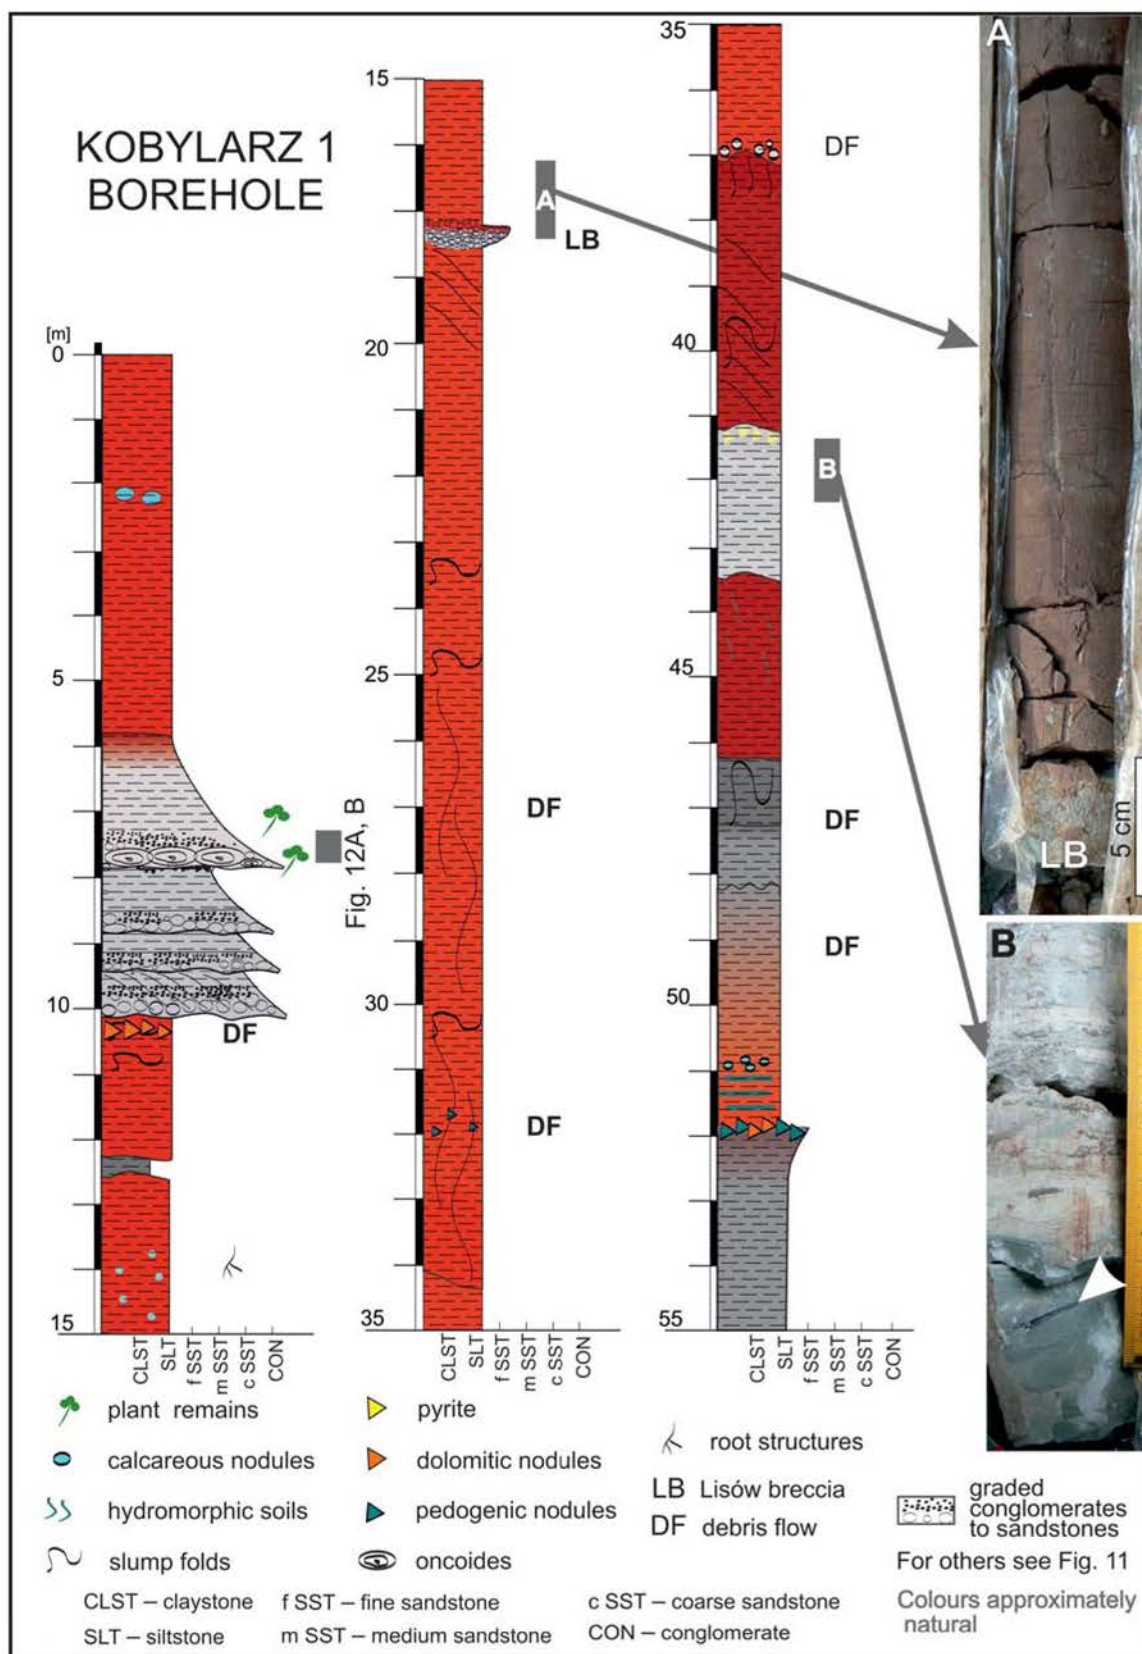 KOBYLARZ 1
BOREHOLE
[m]
0
5
10
15
DF
Fig. 12A, B
CLST
SLT
f SST
m SST
c SST
CON
15
20
25
30
35
A
LB
DF
DF
CLST
SLT
f SST
m SST
c SST
CON
35
40
45
50
55
DF
B
DF
DF
CLST
SLT
f SST
m SST
c SST
CON
A
LB
5 cm
B
plant remains
calcareous nodules
hydromorphic soils
slump folds
pyrite
dolomitic nodules
pedogenic nodules
oncoides
root structures
LB Lisów breccia
DF debris flow
graded
conglomerates
to sandstones
For others see Fig. 11
Colours approximately
natural
CLST – claystone
f SST – fine sandstone
c SST – coarse sandstone
SLT – siltstone
m SST – medium sandstone
CON – conglomerate